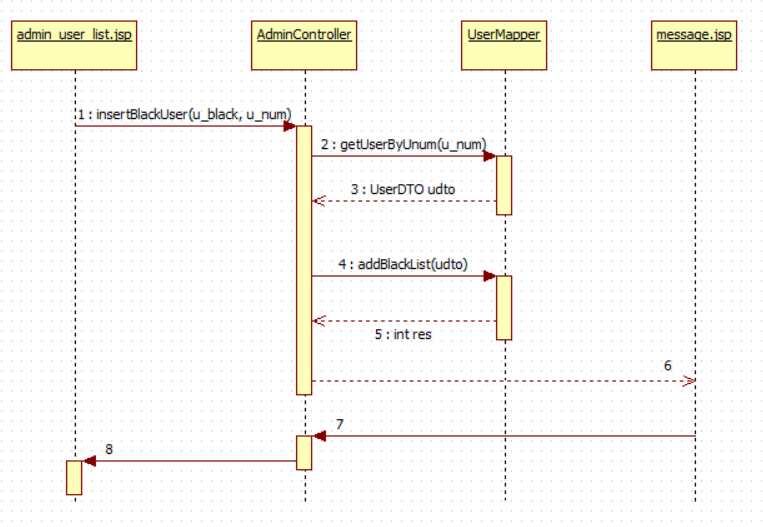 admin_user_list.jsp
AdminController
UserMapper
message.jsp
1 : insertBlackUser(u_black, u_num)
2 : getUserByUnum(u_num)
3 : UserDTO udto
4 : addBlackList(udto)
5 : int res
6
7
8